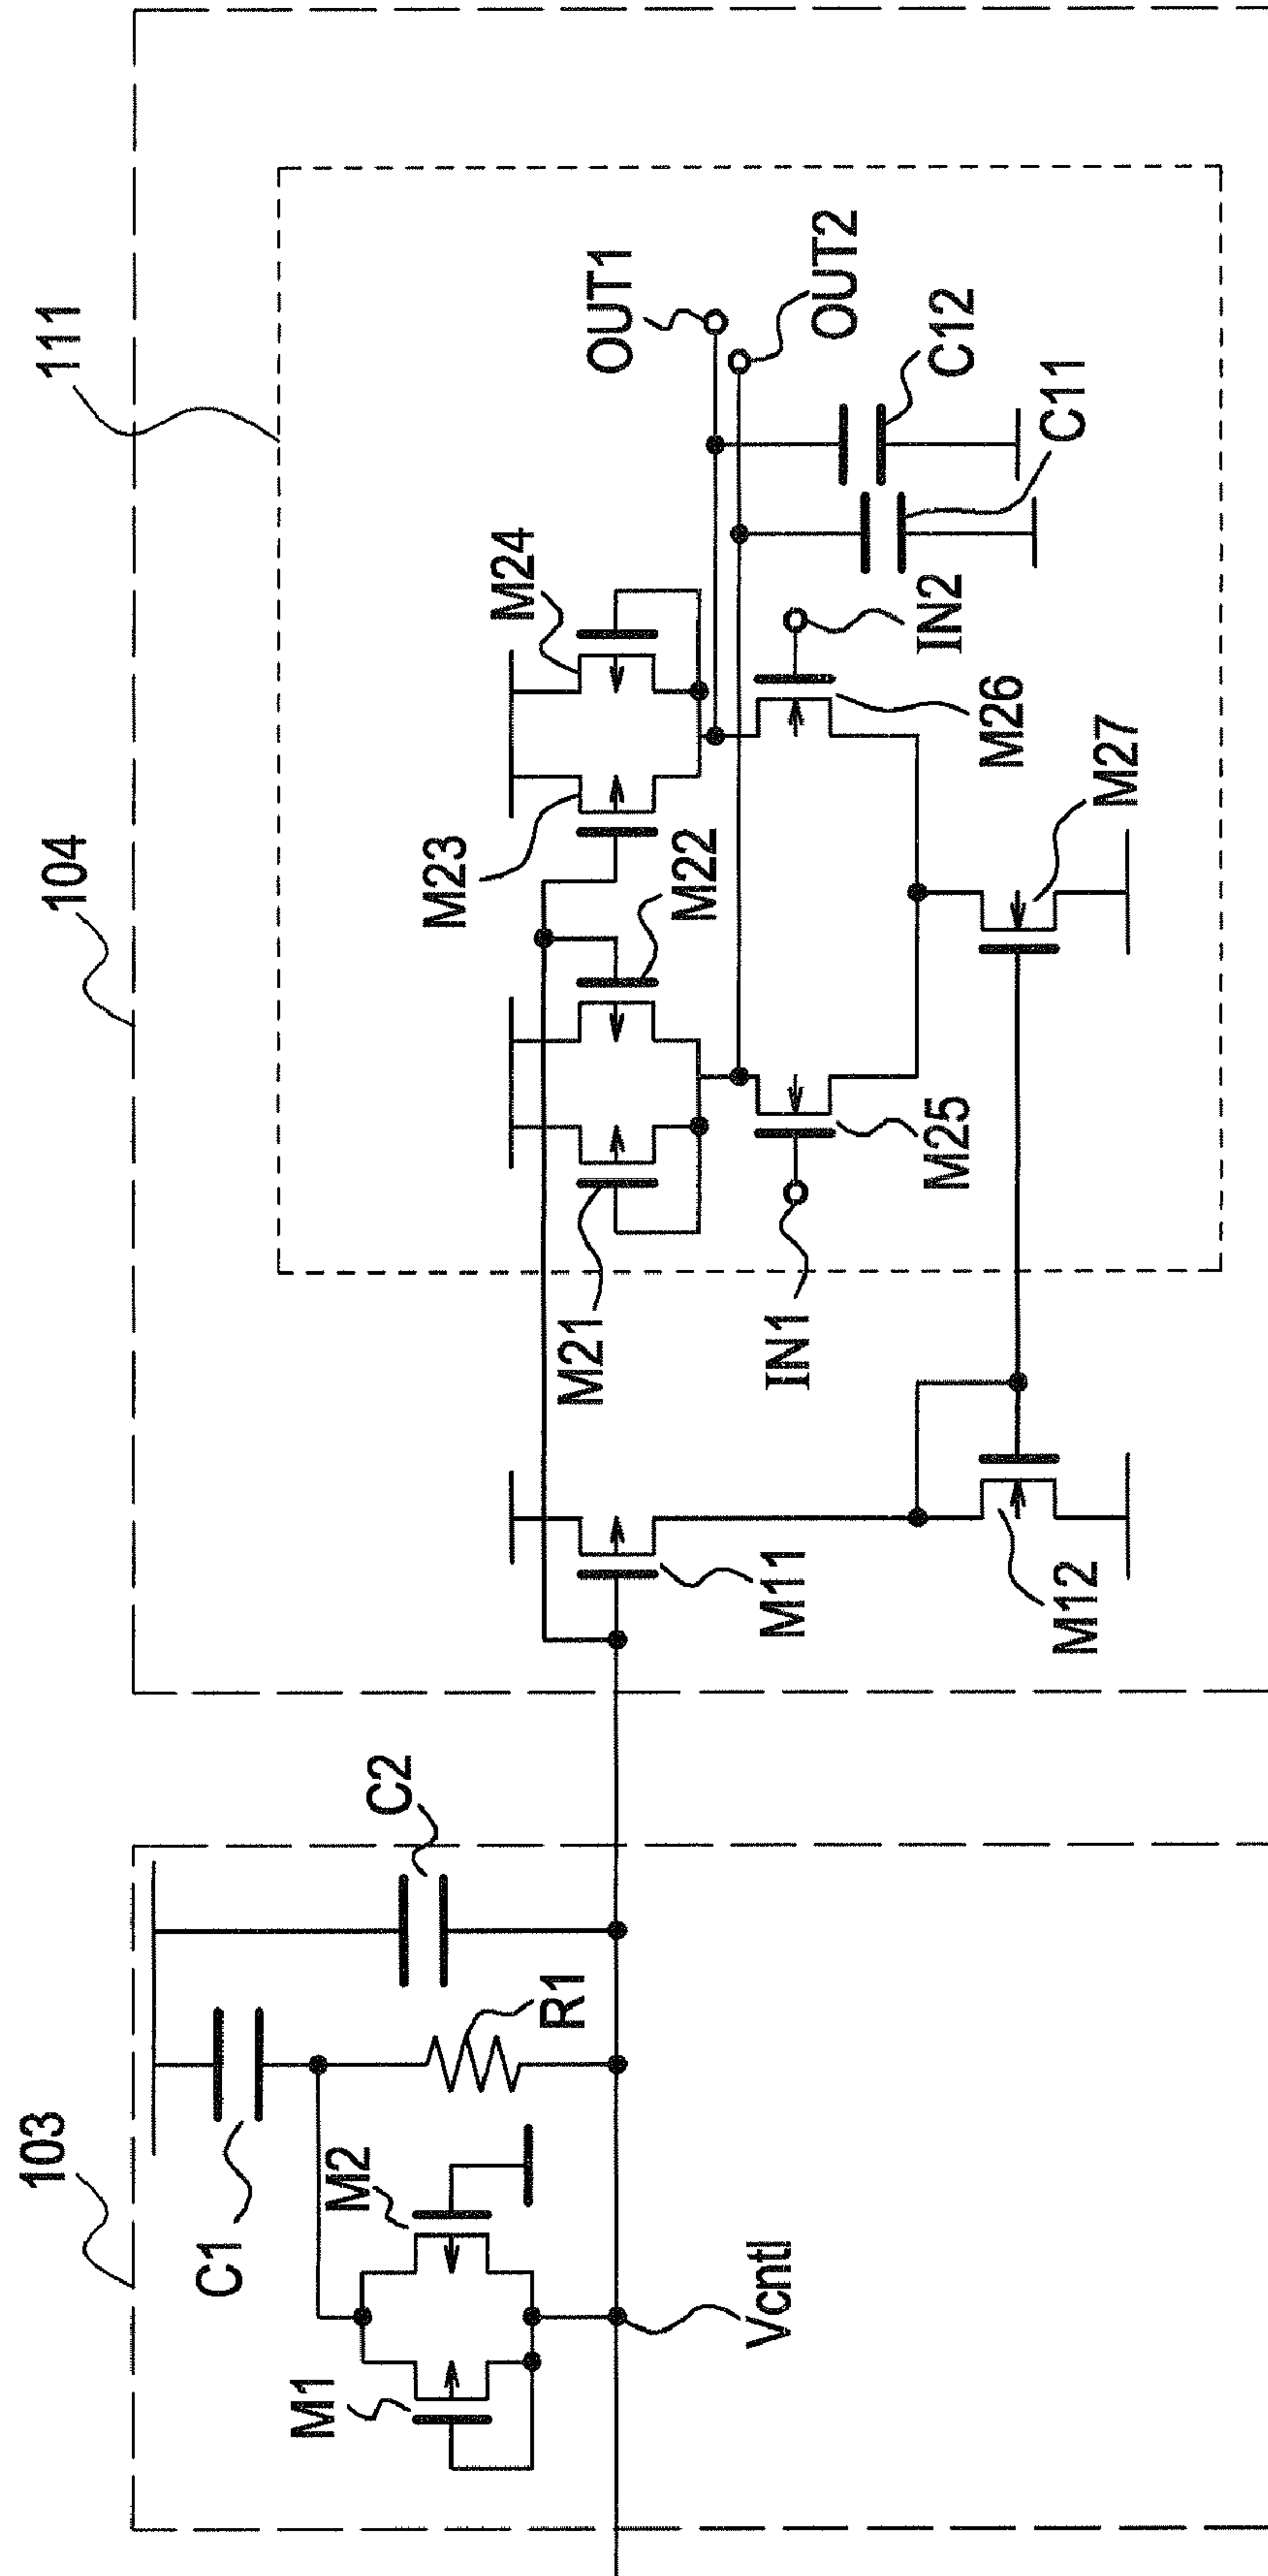 103
104
111
C1
C2
M1
M2
R1
Vcntl
M11
M12
M21
M22
M23
M24
IN1
M25
M26
IN2
M27
OUT1
OUT2
C12
C11